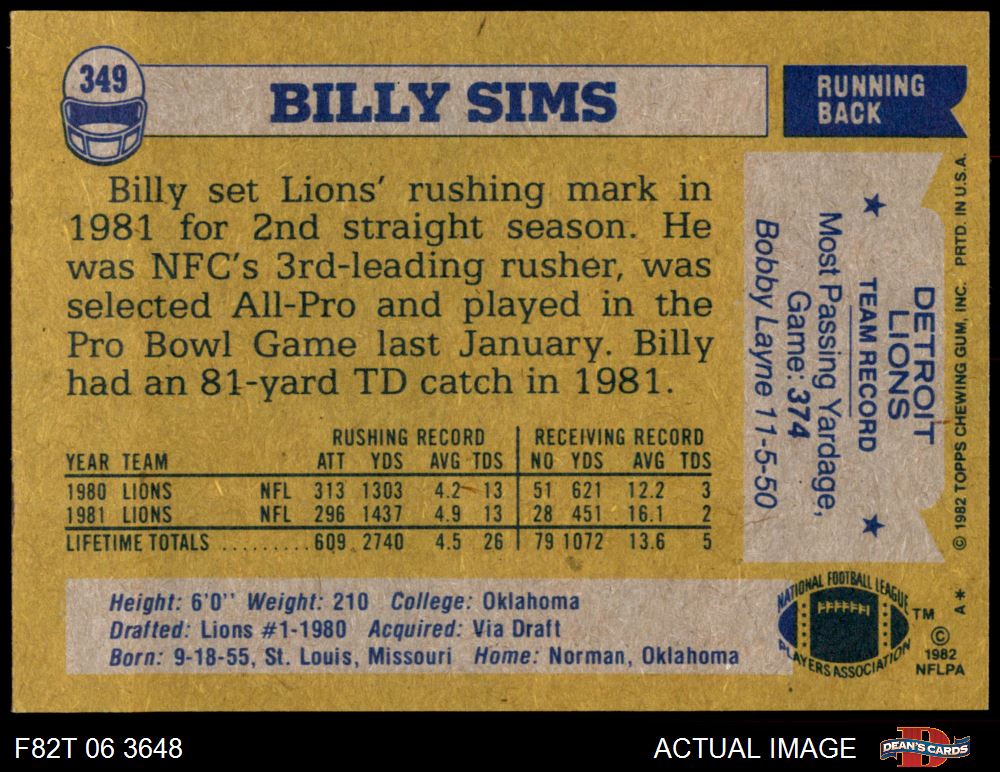 349
BILLY SIMS
RUNNING
BACK
Billy set Lions' rushing mark in
1981 for 2nd straight season. He
was NFC's 3rd-leading rusher, was
selected All-Pro and played in the
Pro Bowl Game last January. Billy
had an 81-yard TD catch in 1981.
RUSHING RECORD RECEIVING RECORD
YEAR TEAM ATT YDS AVG TDS NO YDS AVG TDS
1980 LIONS NFL 313 1303 4.2 13 51 621 12.2 3
1981 LIONS NFL 296 1437 4.9 13 28 451 16.1 2
LIFETIME TOTALS ......... 609 2740 4.5 26 79 1072 13.6 5
Height: 6'0" Weight: 210 College: Oklahoma
Drafted: Lions #1-1980 Acquired: Via Draft
Born: 9-18-55, St. Louis, Missouri Home: Norman, Oklahoma
DETROIT
LIONS
TEAM RECORD
Most Passing Yardage,
Game: 374
Bobby Layne 11-5-50
© 1982 TOPPS CHEWING GUM, INC. PRTD. IN U.S.A.
A*
NATIONAL FOOTBALL LEAGUE
PLAYERS ASSOCIATION
TM
©
1982
NFLPA
F82T 06 3648
ACTUAL IMAGE
D
DEAN'S CARDS